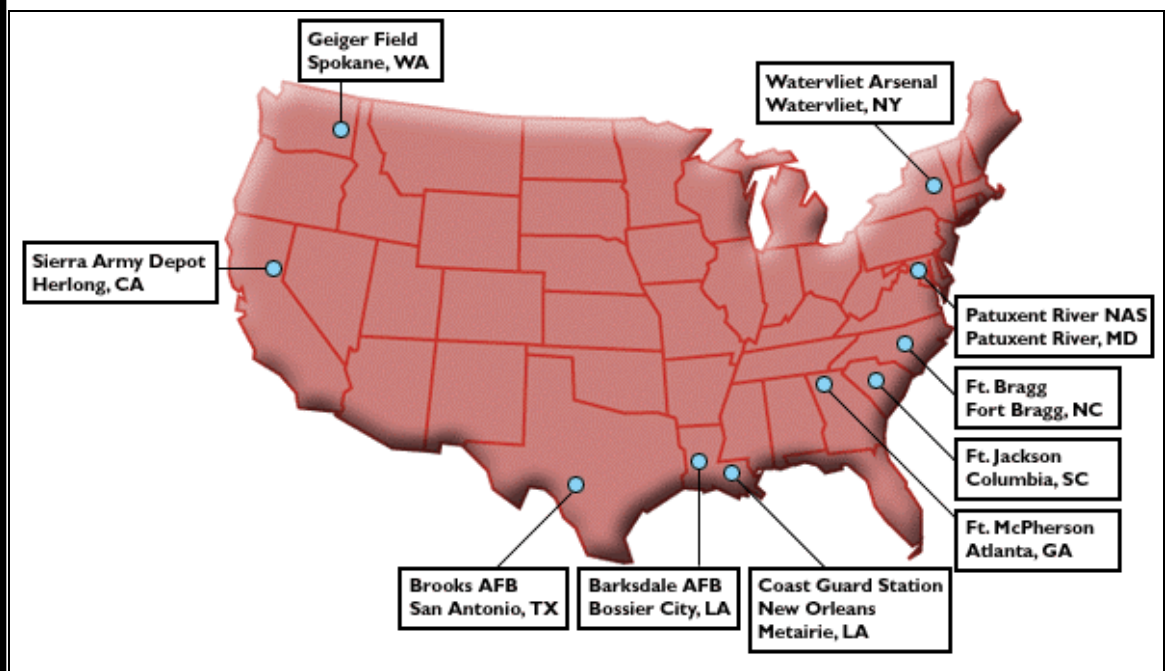 Geiger Field
Spokane, WA
Watervliet Arsenal
Watervliet, NY
Sierra Army Depot
Herlong, CA
Patuxent River NAS
Patuxent River, MD
Ft. Bragg
Fort Bragg, NC
Ft. Jackson
Columbia, SC
Ft. McPherson
Atlanta, GA
Brooks AFB
San Antonio, TX
Barksdale AFB
Bossier City, LA
Coast Guard Station
New Orleans
Metairie, LA